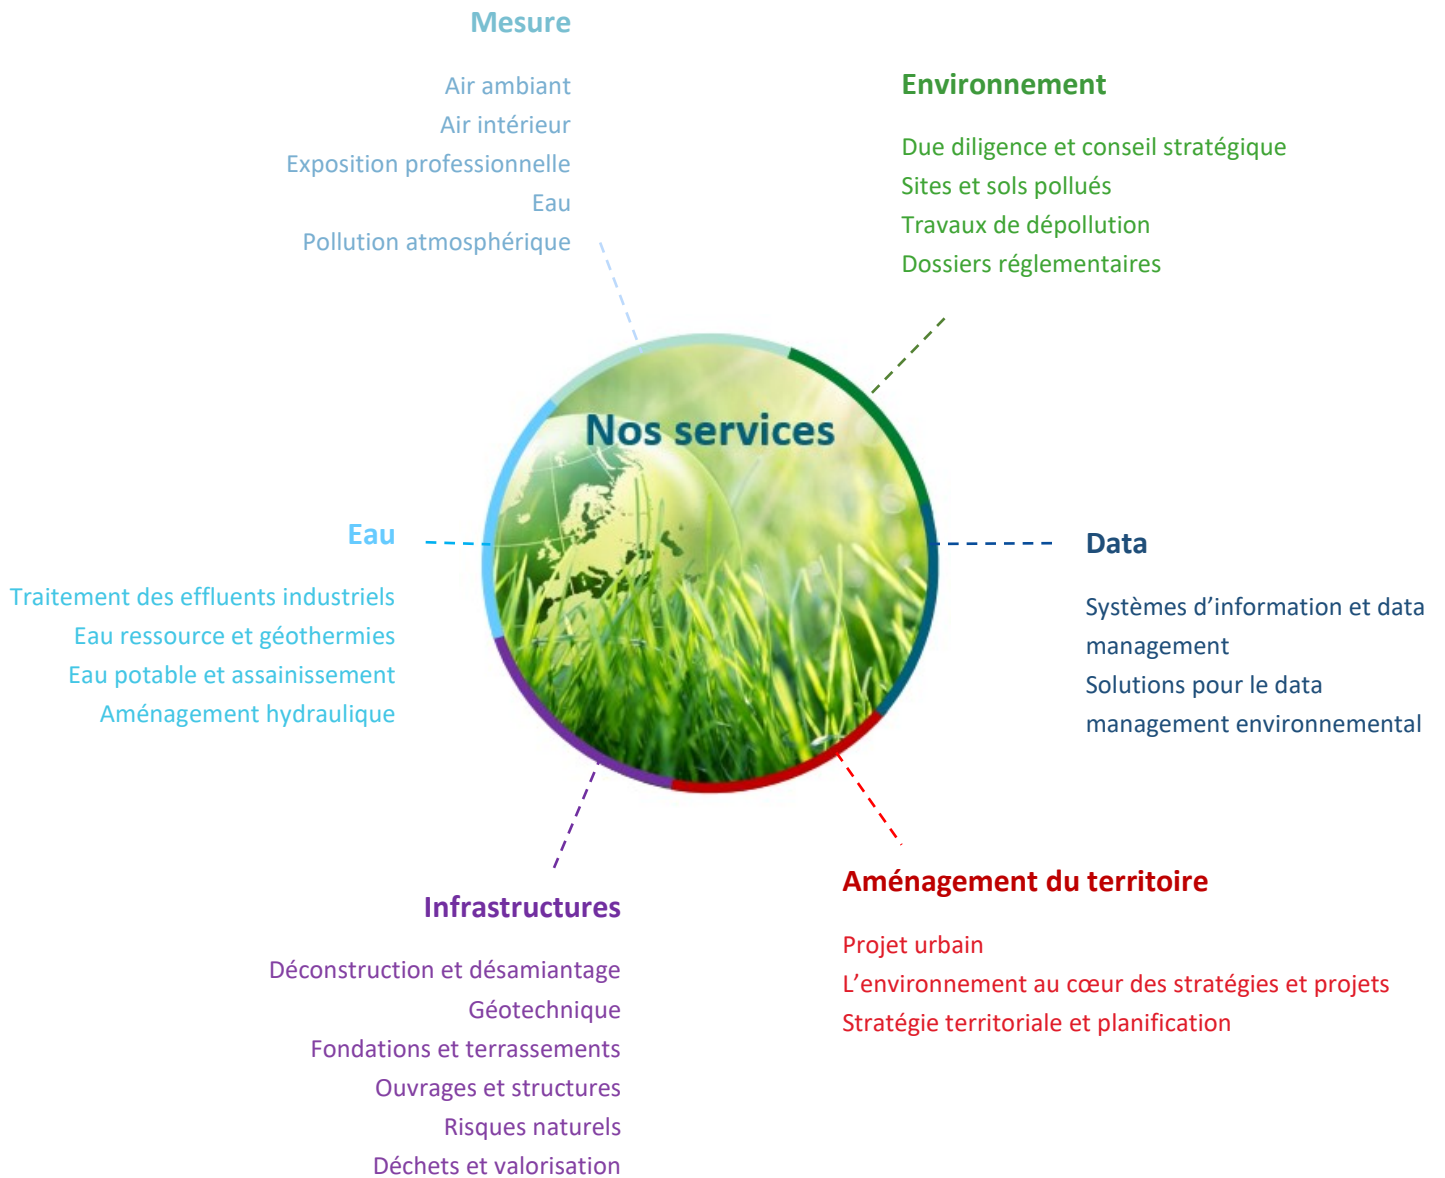 Mesure
Air ambiant
Air intérieur
Exposition professionnelle
Eau
Pollution atmosphérique
Environnement
Due diligence et conseil stratégique
Sites et sols pollués
Travaux de dépollution
Dossiers réglementaires
Nos services
Eau
Traitement des effluents industriels
Eau ressource et géothermies
Eau potable et assainissement
Aménagement hydraulique
Data
Systèmes d’information et data
management
Solutions pour le data
management environnemental
Infrastructures
Déconstruction et désamiantage
Géotechnique
Fondations et terrassements
Ouvrages et structures
Risques naturels
Déchets et valorisation
Aménagement du territoire
Projet urbain
L’environnement au cœur des stratégies et projets
Stratégie territoriale et planification